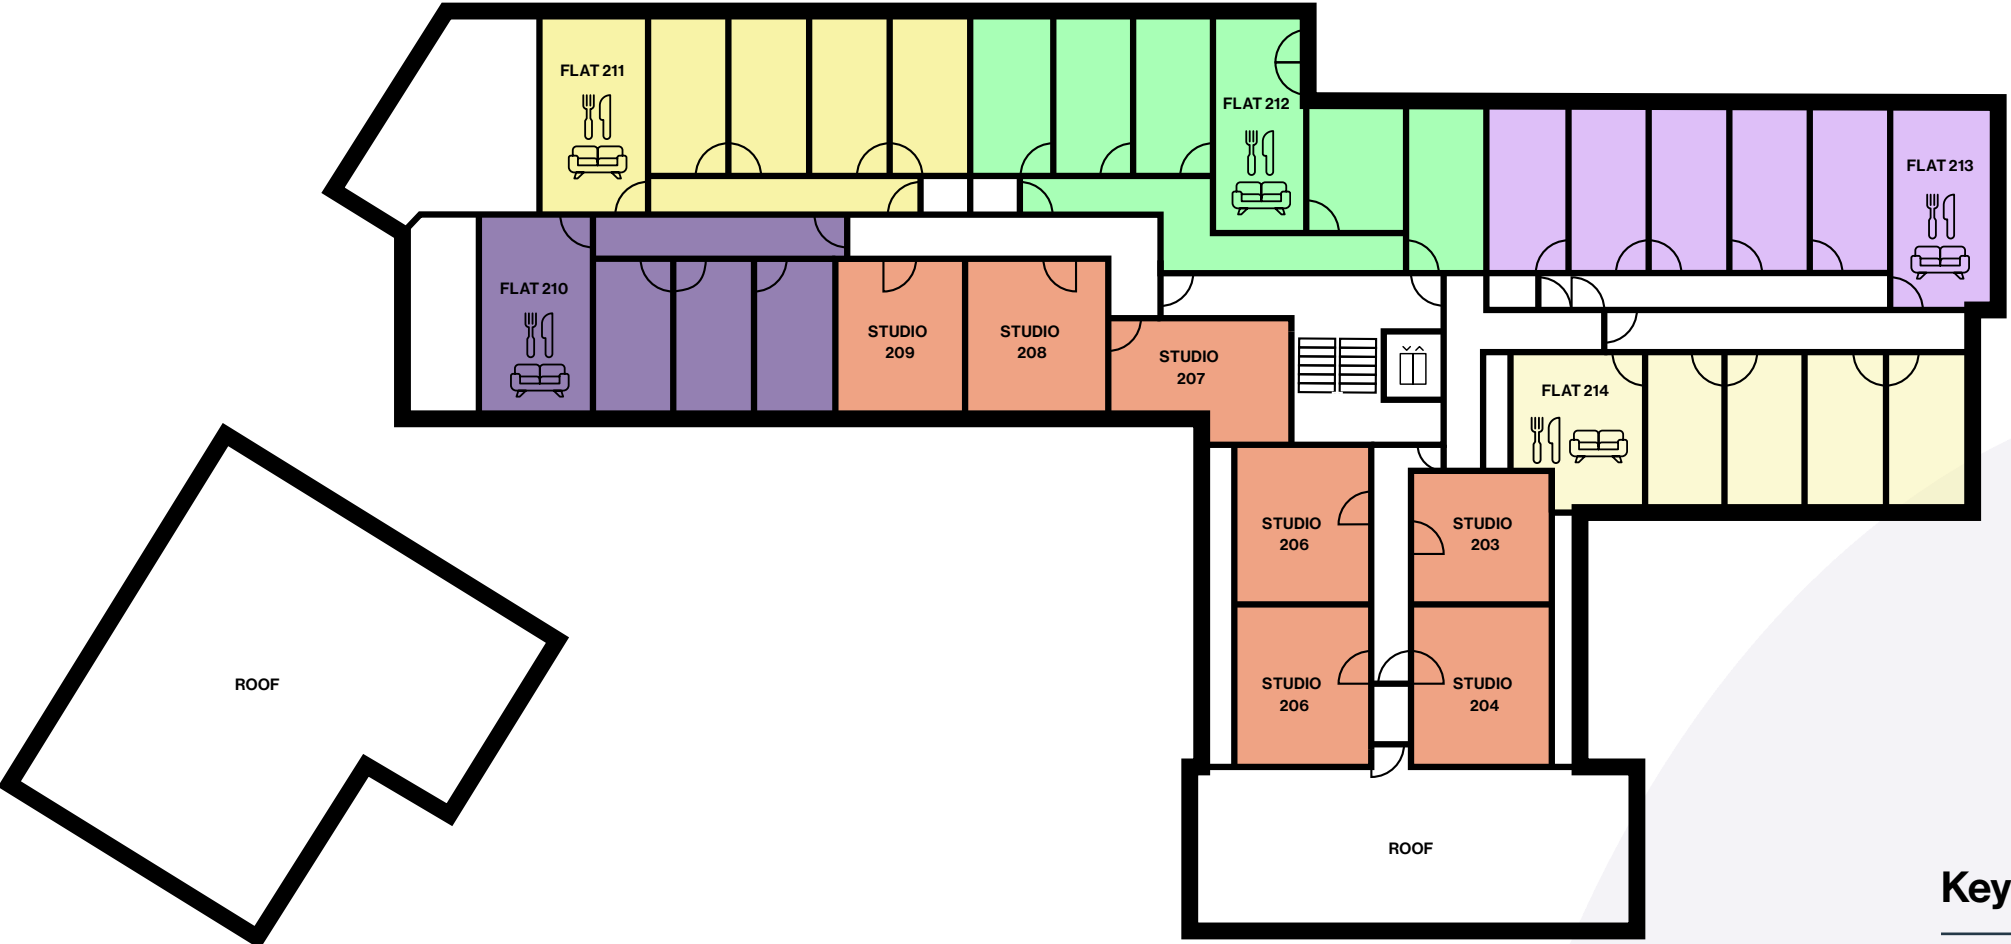 FLAT 211
FLAT 212
FLAT 213
FLAT 210
STUDIO
209
STUDIO
208
STUDIO
207
FLAT 214
STUDIO
206
STUDIO
203
STUDIO
206
STUDIO
204
ROOF
ROOF
Key